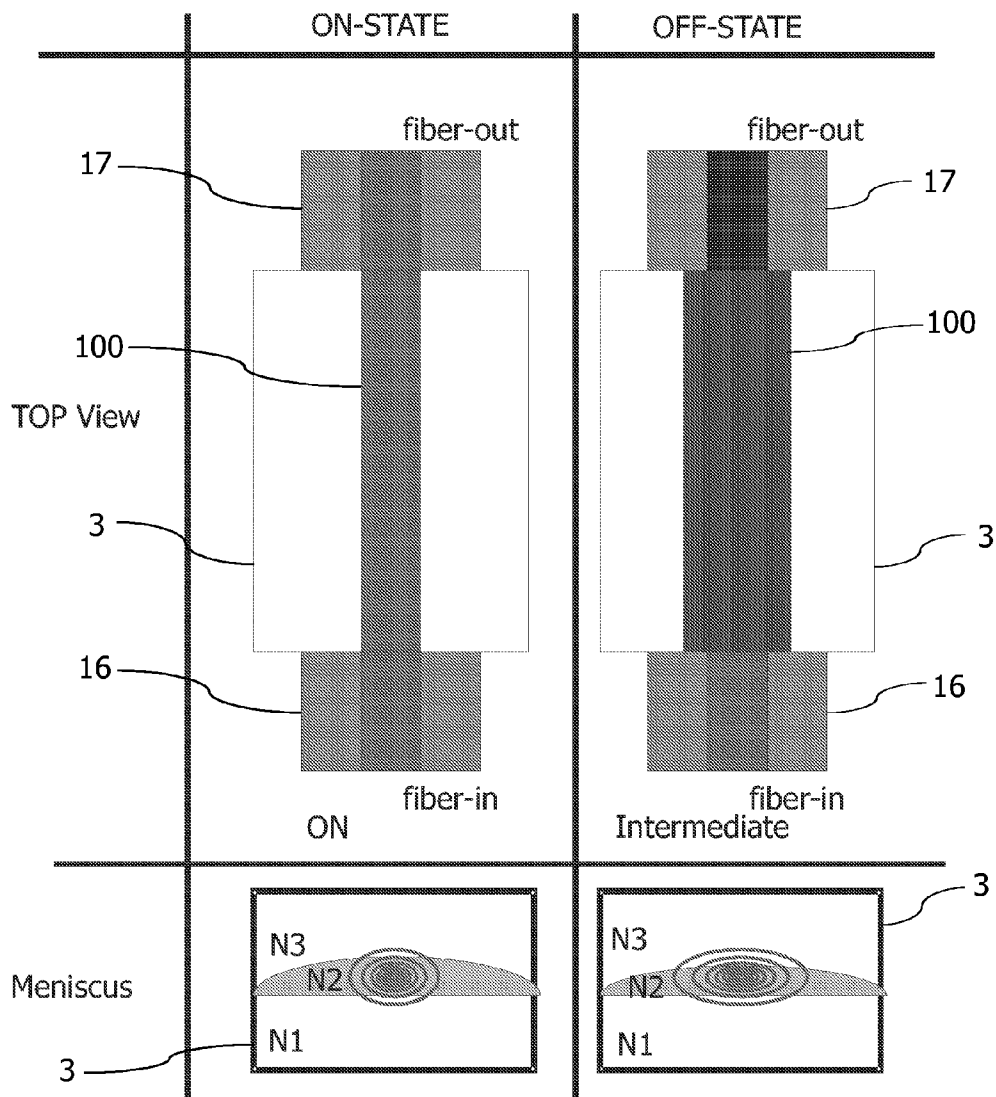 ON-STATE OFF-STATE
fiber-out fiber-out
17 17
100 100
TOP View
3 3
16 16
fiber-in fiber-in
ON Intermediate
3
N3 N3
Meniscus N2 N2
N1 N1
3